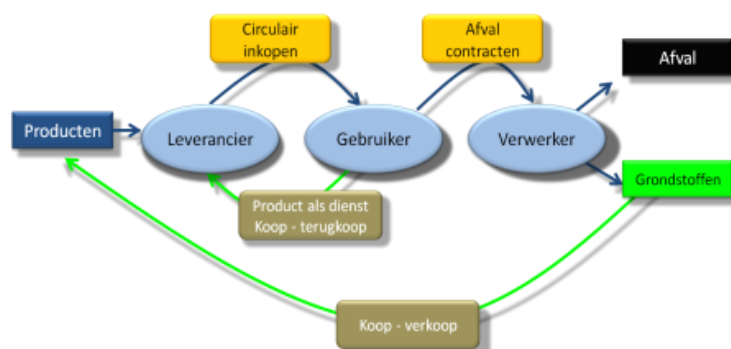 Circulair
inkopen
Afval
contracten
Afval
Producten
Leverancier
Gebruiker
Verwerker
Grondstoffen
Product als dienst
Koop - terugkoop
Koop - verkoop